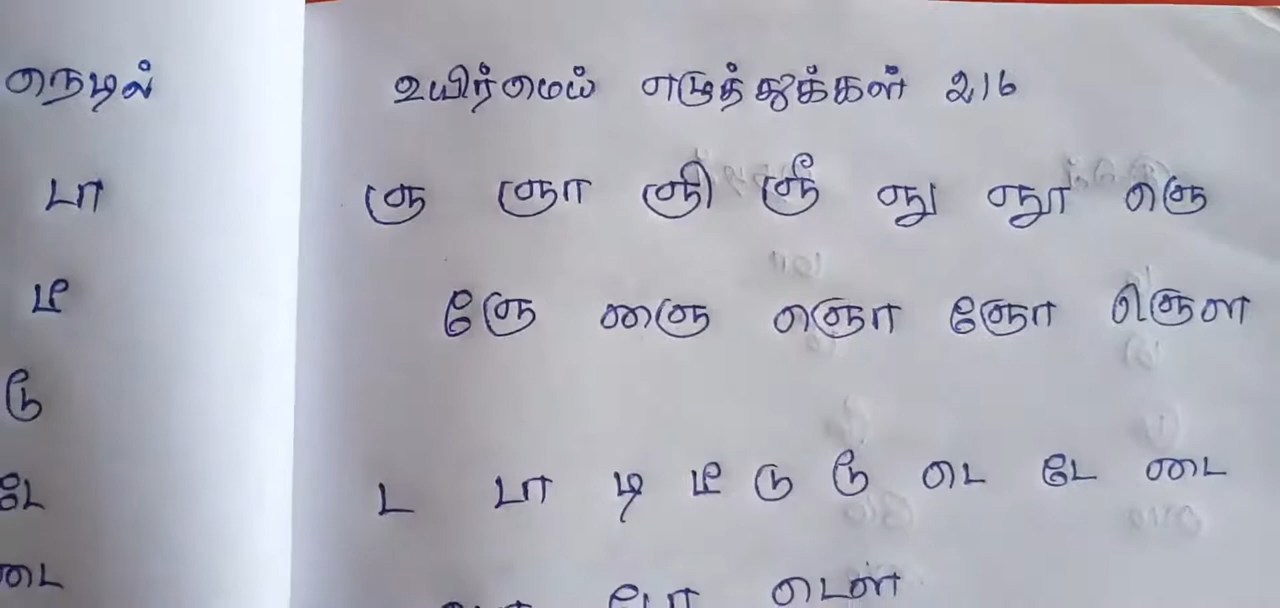 நெடில்
டா
டீ
டூ
டே
டை
உயிர்மெய் எழுத்துக்கள் 216
ஞ ஞா ஞி ஞீ ஞு ஞூ ஞெ
ஞே ஞை ஞொ ஞோ ஞௌ
ட டா டி டீ டு டூ டெ டே டை
டோ டௌ